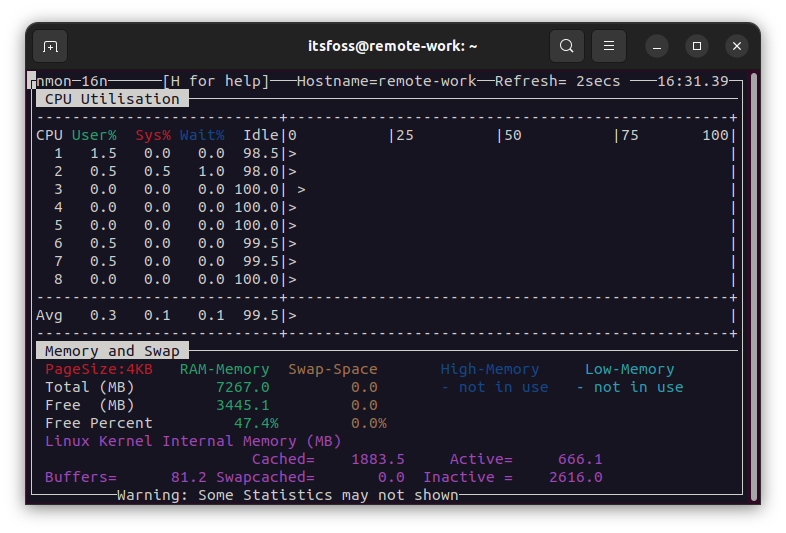 itsfoss@remote-work: ~
nmon─16n──────[H for help]───Hostname=remote-work──Refresh= 2secs ───16:31.39─
CPU Utilisation
---------------------------+-------------------------------------------------+
CPU User%  Sys% Wait%  Idle|0          |25         |50          |75       100|
  1   1.5   0.0   0.0  98.5|>                                                |
  2   0.5   0.5   1.0  98.0|>                                                |
  3   0.0   0.0   0.0 100.0| >                                               |
  4   0.0   0.0   0.0 100.0|>                                                |
  5   0.0   0.0   0.0 100.0|>                                                |
  6   0.5   0.0   0.0  99.5|>                                                |
  7   0.5   0.0   0.0  99.5|>                                                |
  8   0.0   0.0   0.0 100.0|>                                                |
---------------------------+-------------------------------------------------+
Avg   0.3   0.1   0.1  99.5|>                                                |
---------------------------+-------------------------------------------------+
Memory and Swap
PageSize:4KB   RAM-Memory  Swap-Space       High-Memory     Low-Memory
Total (MB)         7267.0         0.0       - not in use   - not in use
Free  (MB)         3445.1         0.0
Free Percent         47.4%        0.0%
Linux Kernel Internal Memory (MB)
                       Cached=    1883.5     Active=     666.1
Buffers=      81.2 Swapcached=       0.0  Inactive =    2616.0
Warning: Some Statistics may not shown